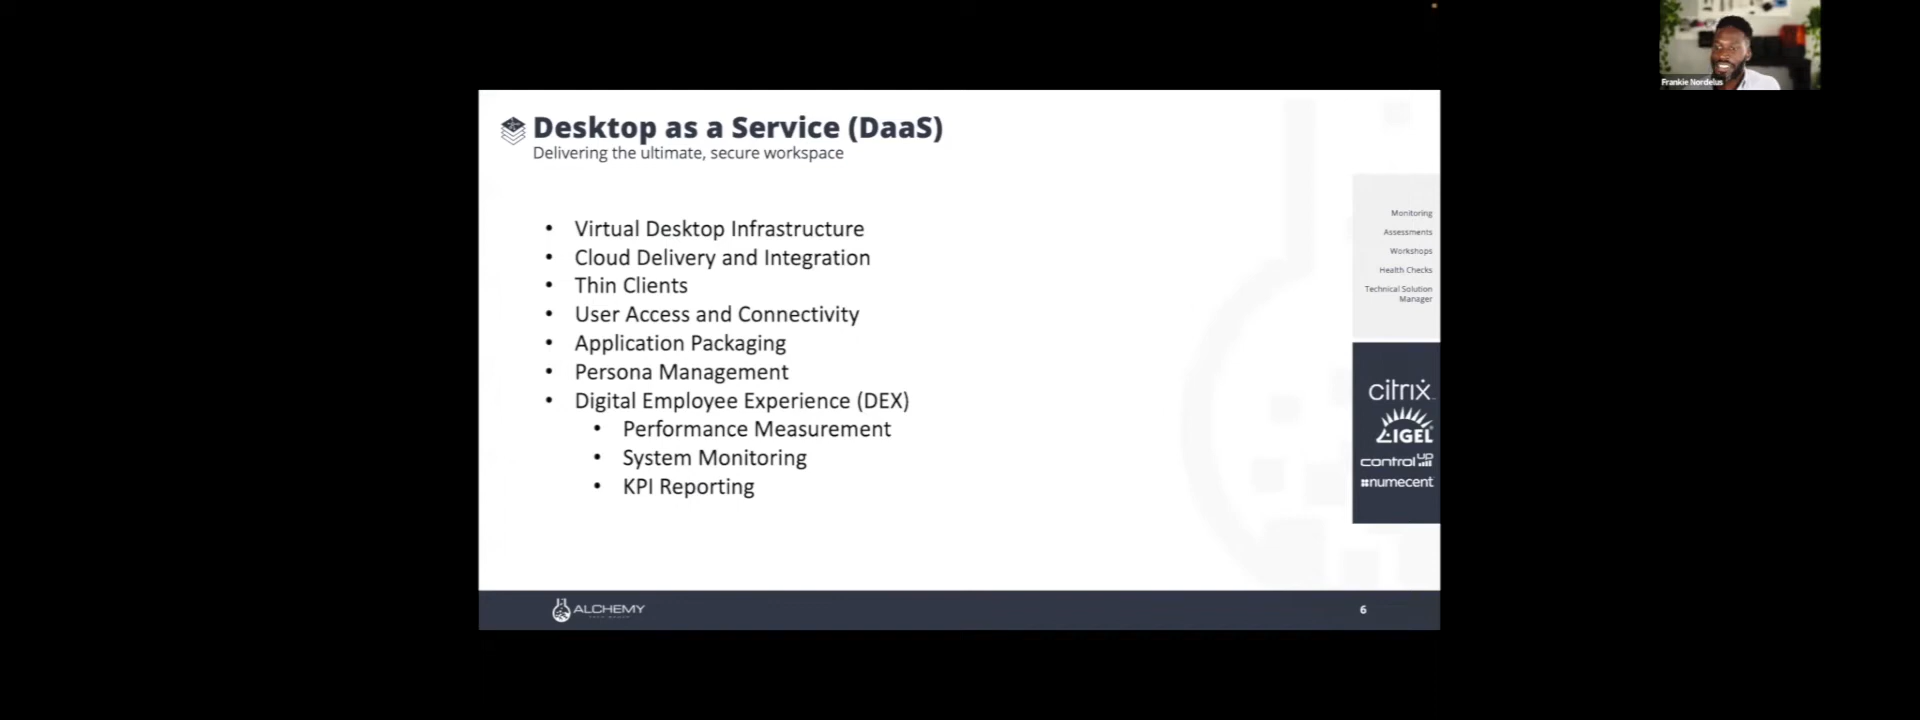 Frankie Nordelus
Desktop as a Service (DaaS)
Delivering the ultimate, secure workspace
• Virtual Desktop Infrastructure
• Cloud Delivery and Integration
• Thin Clients
• User Access and Connectivity
• Application Packaging
• Persona Management
• Digital Employee Experience (DEX)
• Performance Measurement
• System Monitoring
• KPI Reporting
Monitoring
Assessments
Workshops
Health Checks
Technical Solution
Manager
citrix
IGEL
control up
numecent
ALCHEMY
6